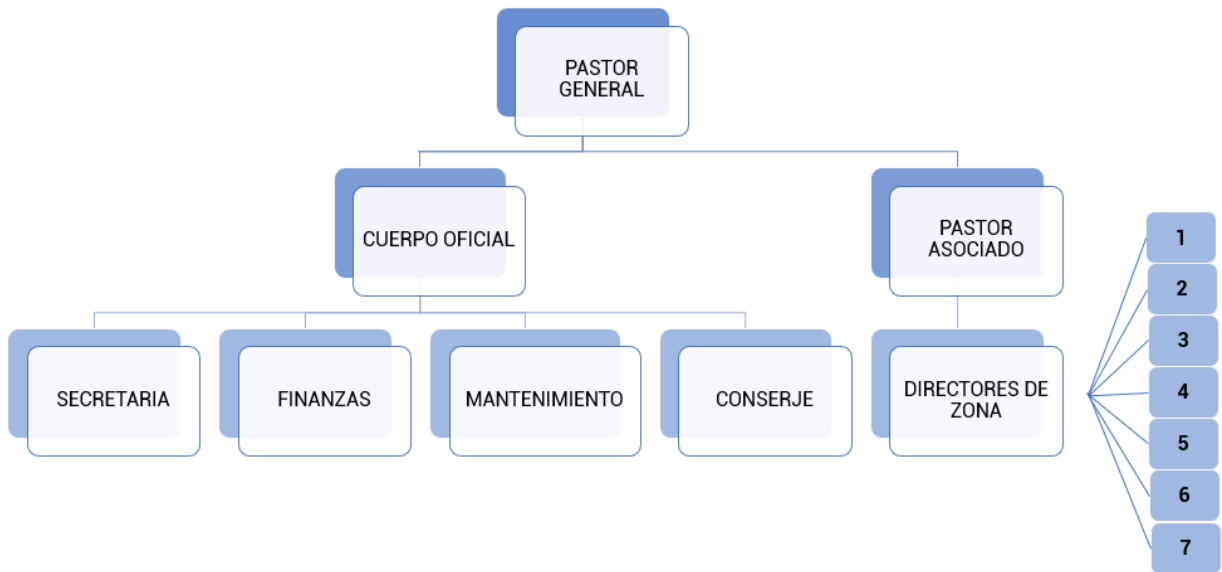 PASTOR
GENERAL
CUERPO OFICIAL
PASTOR
ASOCIADO
SECRETARIA
FINANZAS
MANTENIMIENTO
CONSERJE
DIRECTORES DE
ZONA
1
2
3
4
5
6
7